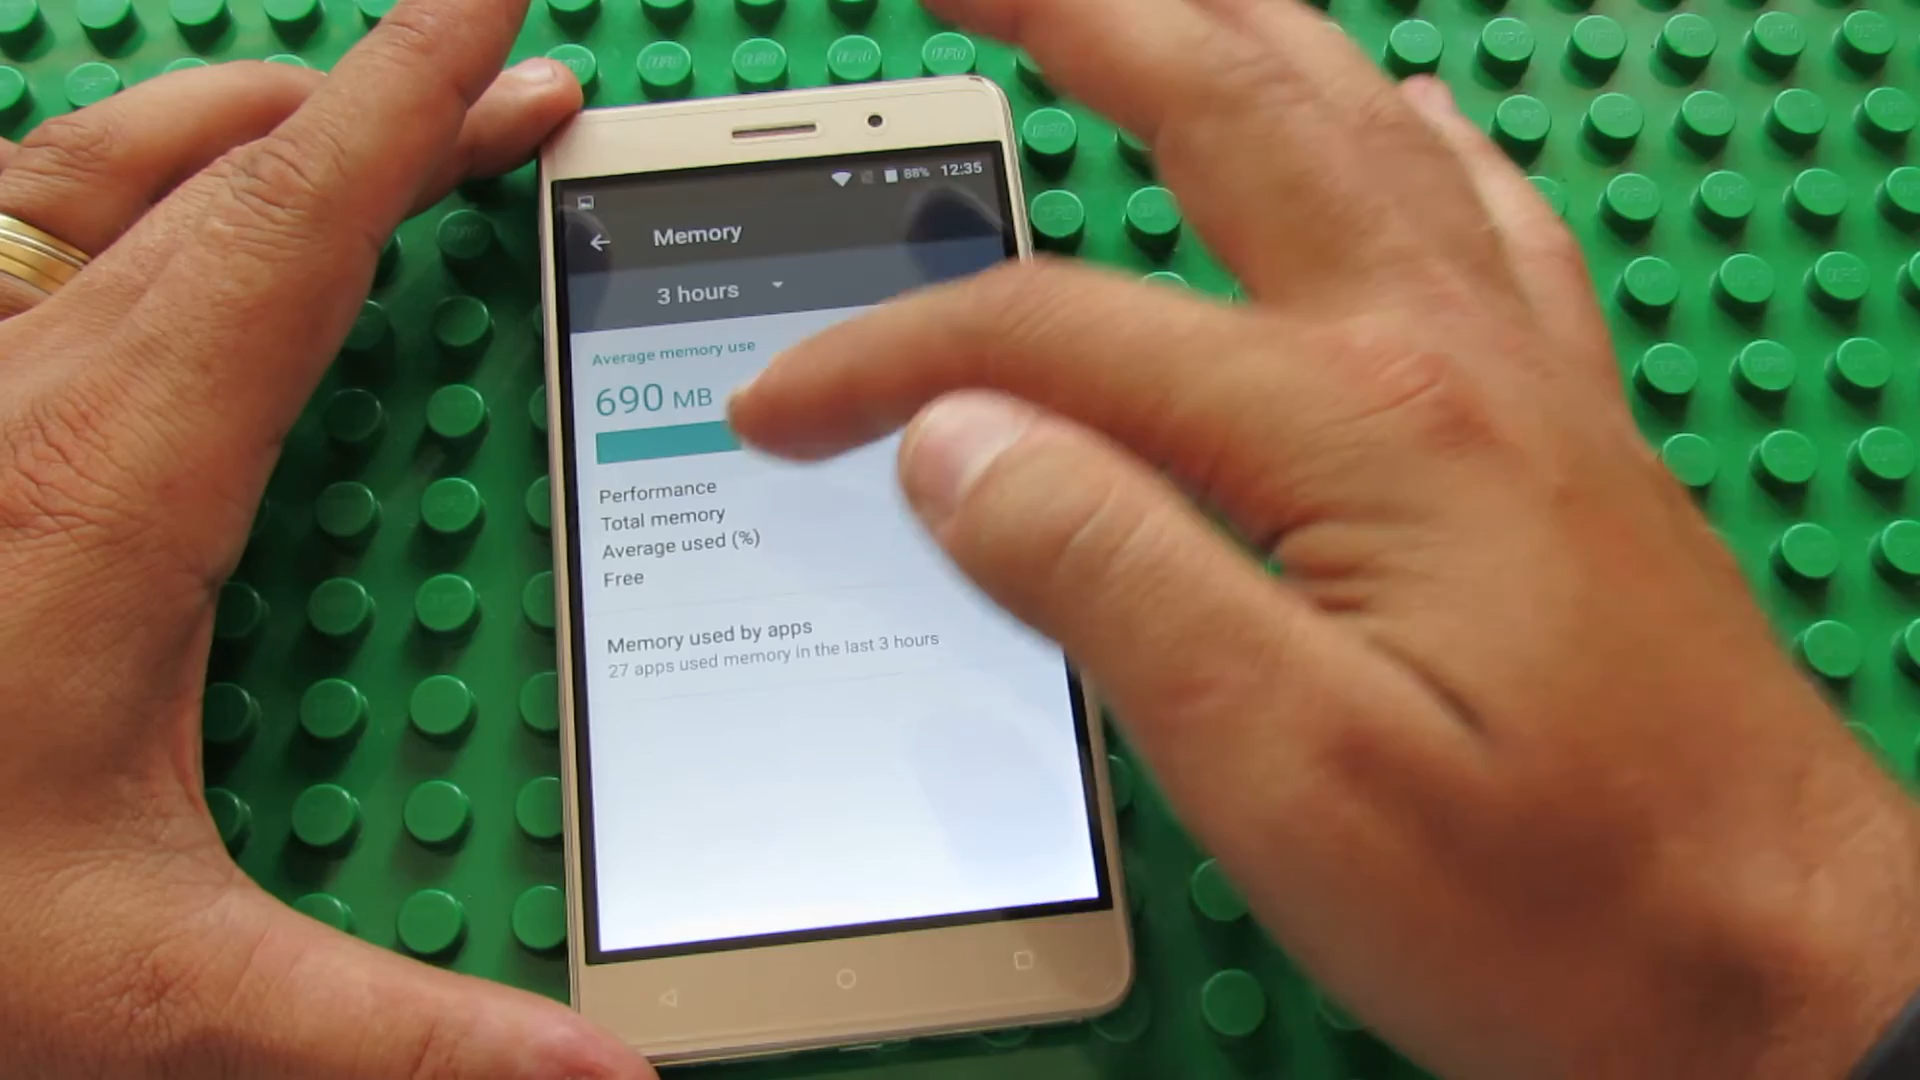 88% 12:35
Memory
3 hours
Average memory use
690 MB
Performance
Total memory
Average used (%)
Free
Memory used by apps
27 apps used memory in the last 3 hours